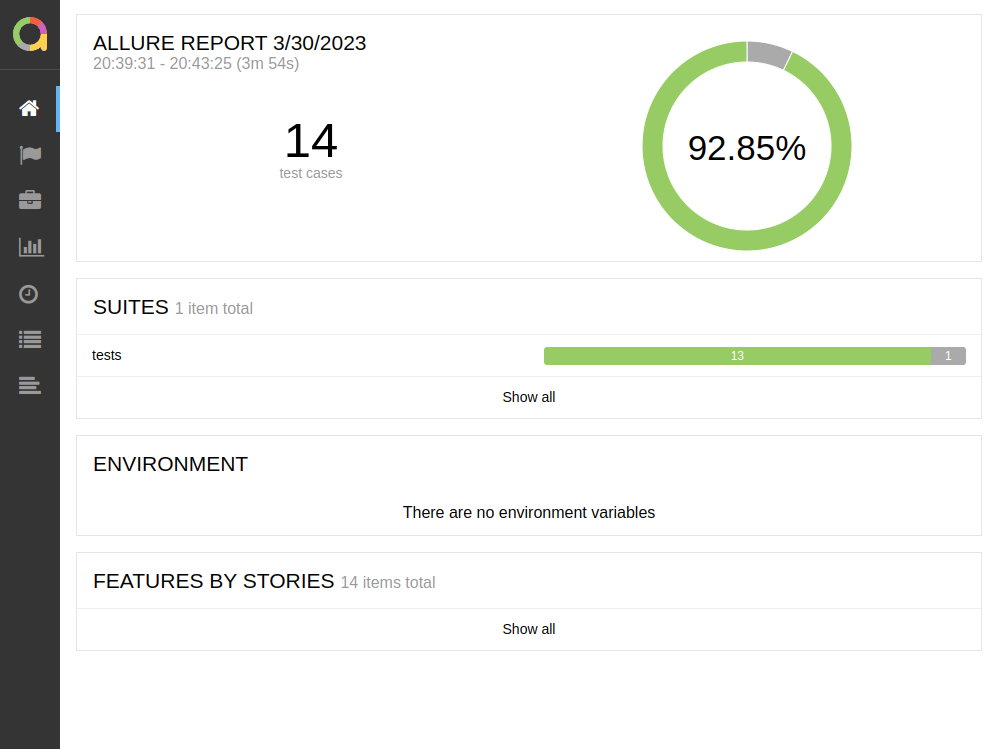 ALLURE REPORT 3/30/2023
20:39:31 - 20:43:25 (3m 54s)
14
test cases
92.85%
SUITES 1 item total
tests 13 1
Show all
ENVIRONMENT
There are no environment variables
FEATURES BY STORIES 14 items total
Show all